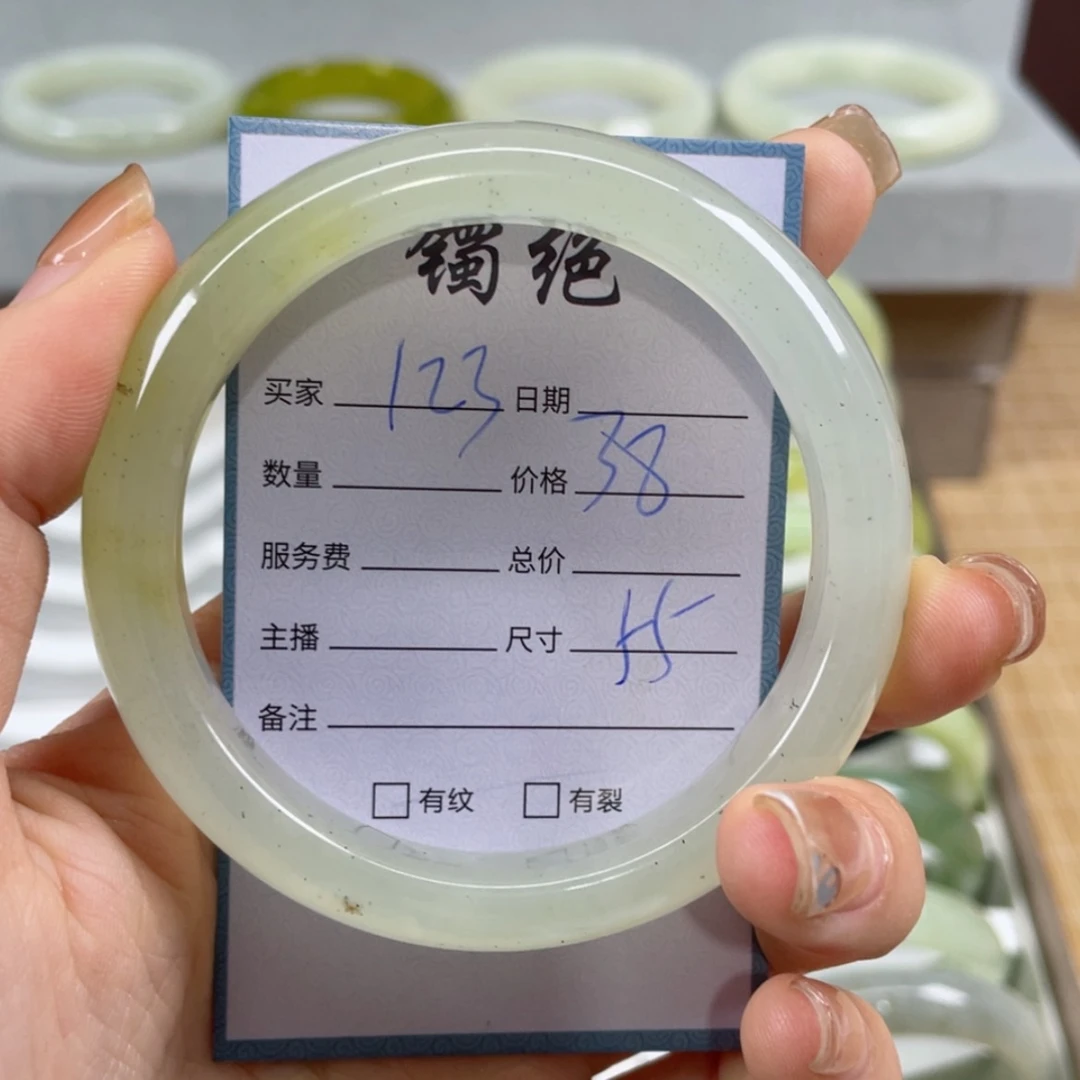 镯绝
买家 123 日期
数量 价格 38
服务费 总价
主播 尺寸 55
备注
有纹 有裂